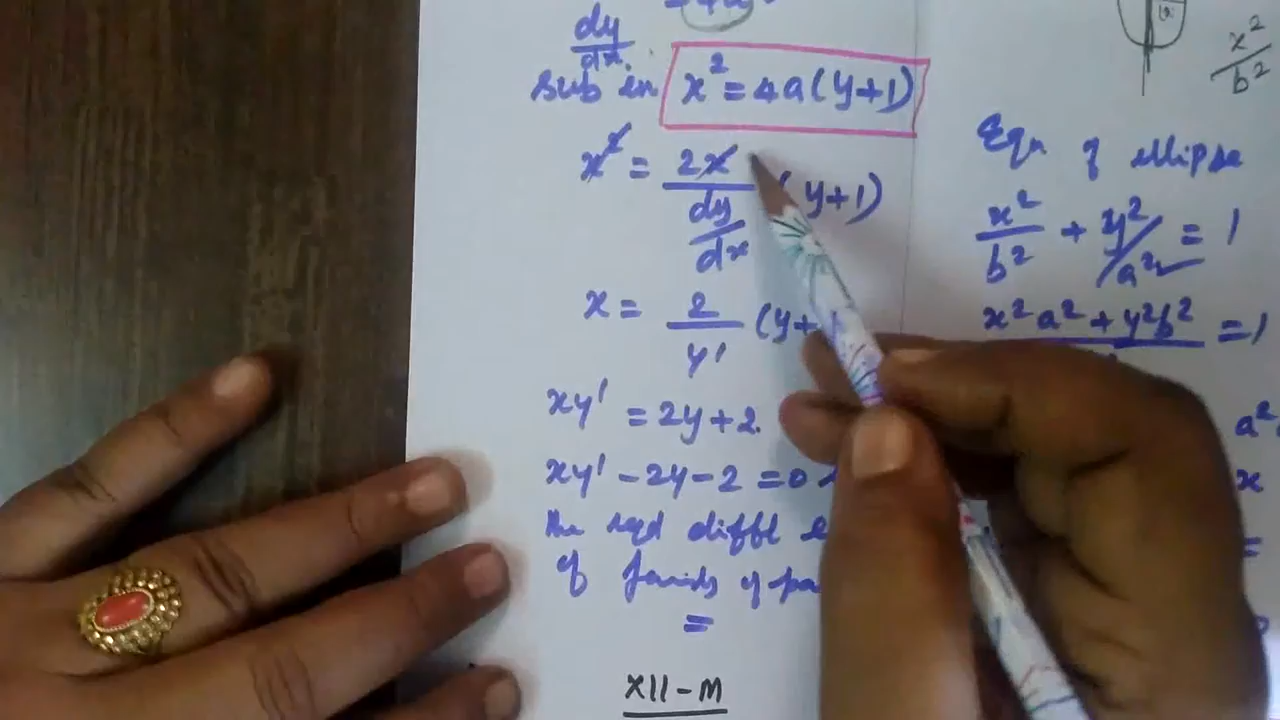 dy
dx
Sub in x² = 4a(y+1)
x² = 2x / dy/dx (y+1)
x = 2 / y' (y+1
xy' = 2y+2.
xy' - 2y - 2 = 0
the reqd diffl
of family of pa
=
XII - M
x²
b²
Eqn of ellipse
x²/b² + y²/a² = 1
x²a² + y²b² = 1
a²
x
=